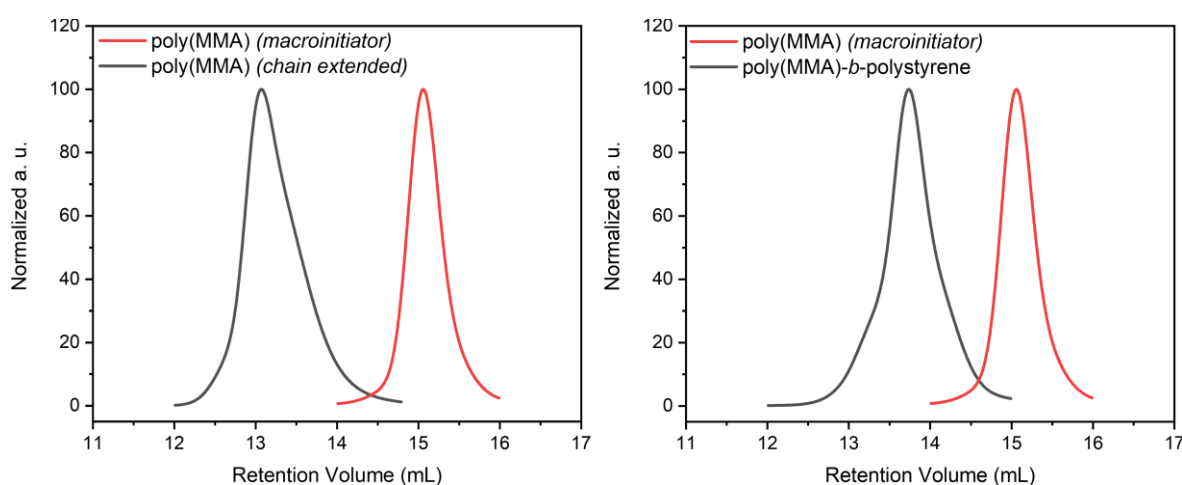 120
100
80
60
40
20
0
Normalized a. u.
poly(MMA) (macroinitiator)
poly(MMA) (chain extended)
11 12 13 14 15 16 17
Retention Volume (mL)
120
100
80
60
40
20
0
Normalized a. u.
poly(MMA) (macroinitiator)
poly(MMA)-b-polystyrene
11 12 13 14 15 16 17
Retention Volume (mL)